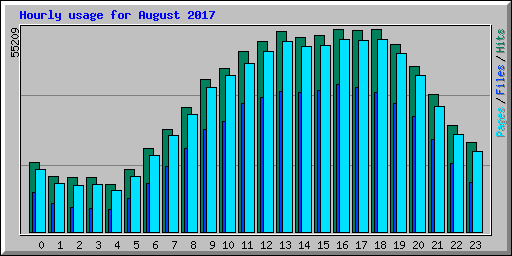 Hourly usage for August 2017
55209
Pages/Files/Hits
0 1 2 3 4 5 6 7 8 9 10 11 12 13 14 15 16 17 18 19 20 21 22 23